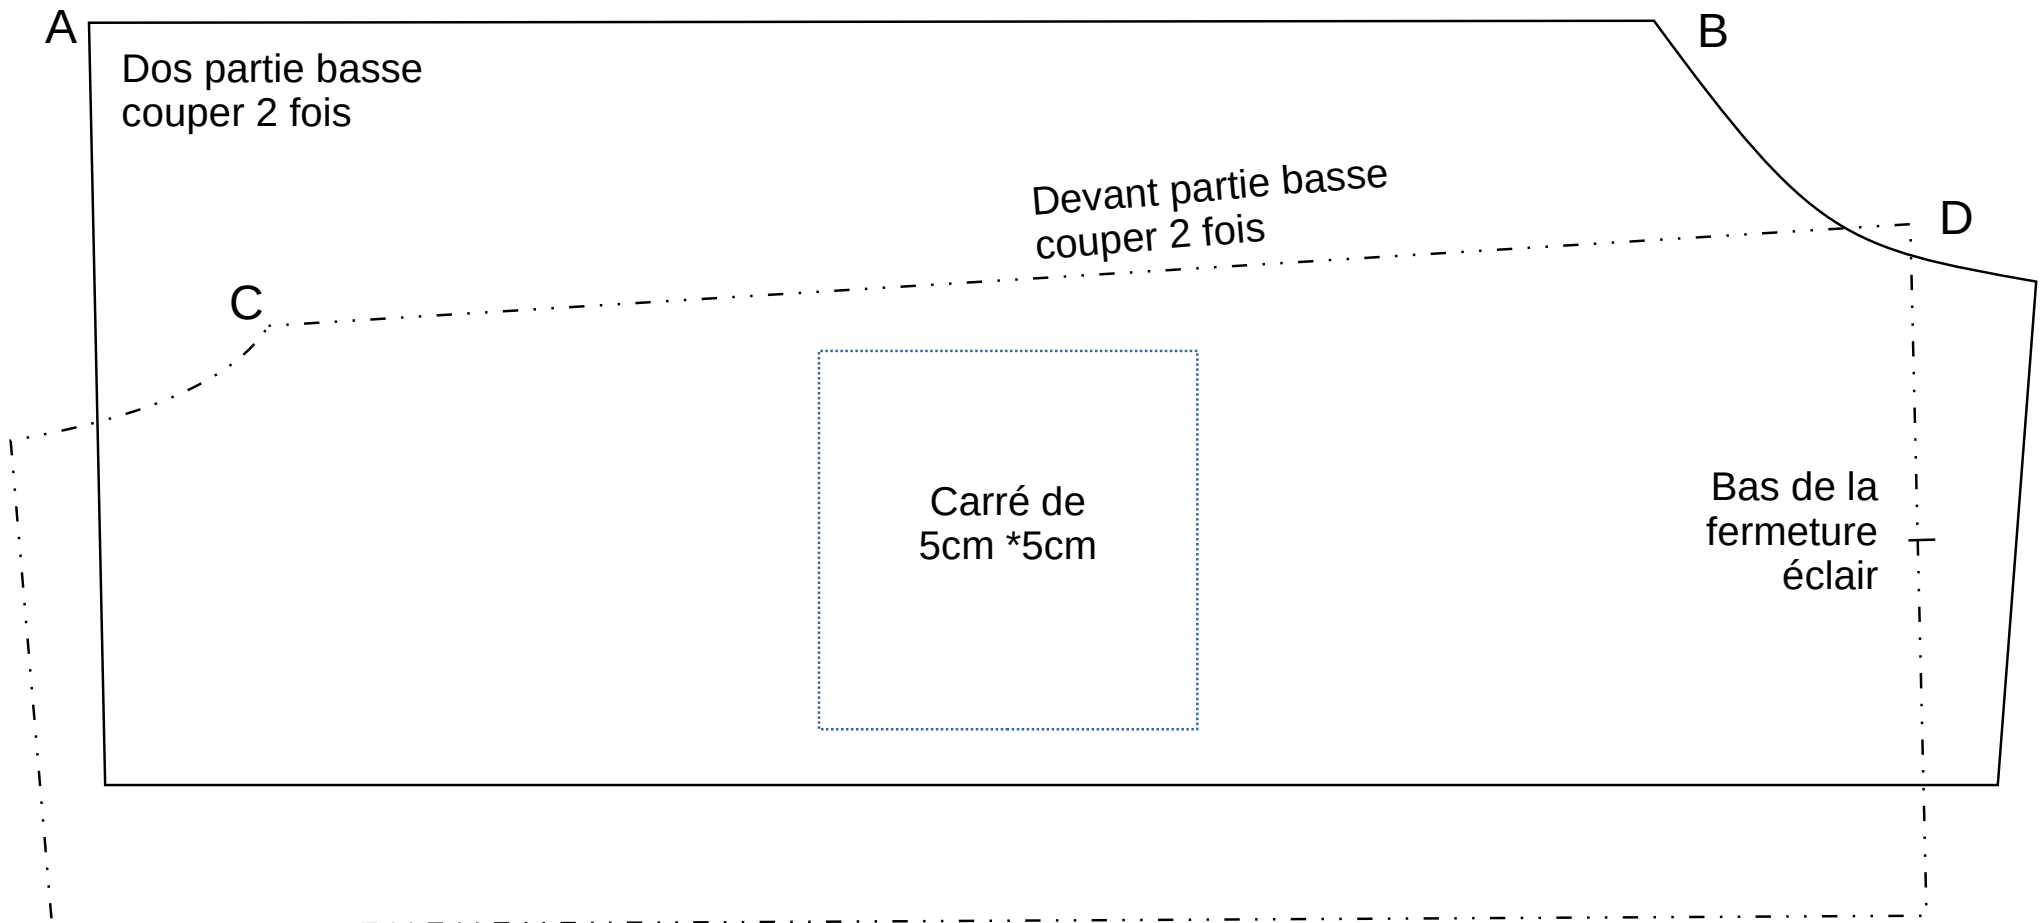 A
B
Dos partie basse
couper 2 fois
Devant partie basse
couper 2 fois
D
C
Carré de
5cm *5cm
Bas de la
fermeture
éclair